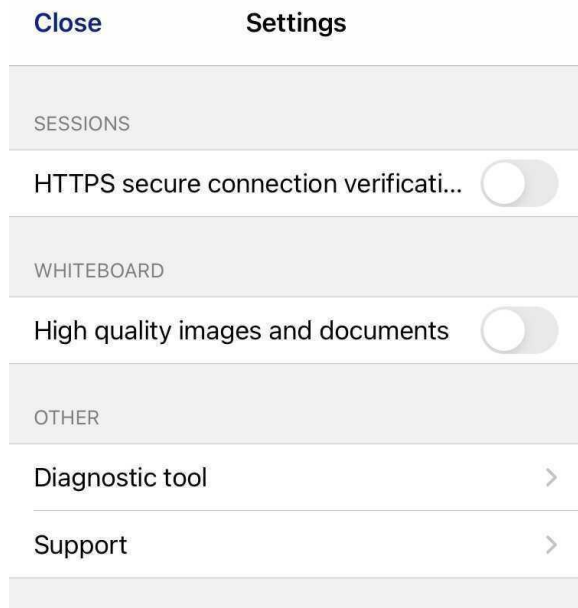 Close Settings
SESSIONS
HTTPS secure connection verificati...
WHITEBOARD
High quality images and documents
OTHER
Diagnostic tool
Support